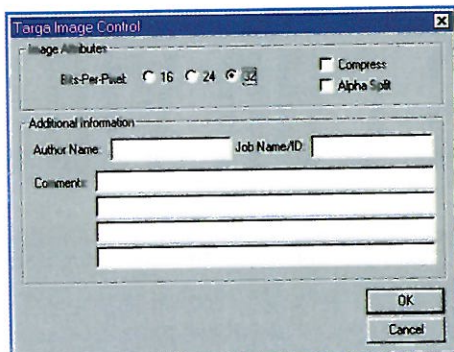 Targa Image Control
Image Attributes
Bits-Per-Pixel: 16 24 32
Compress
Alpha Split
Additional Information
Author Name: Job Name/ID:
Comments:
OK
Cancel